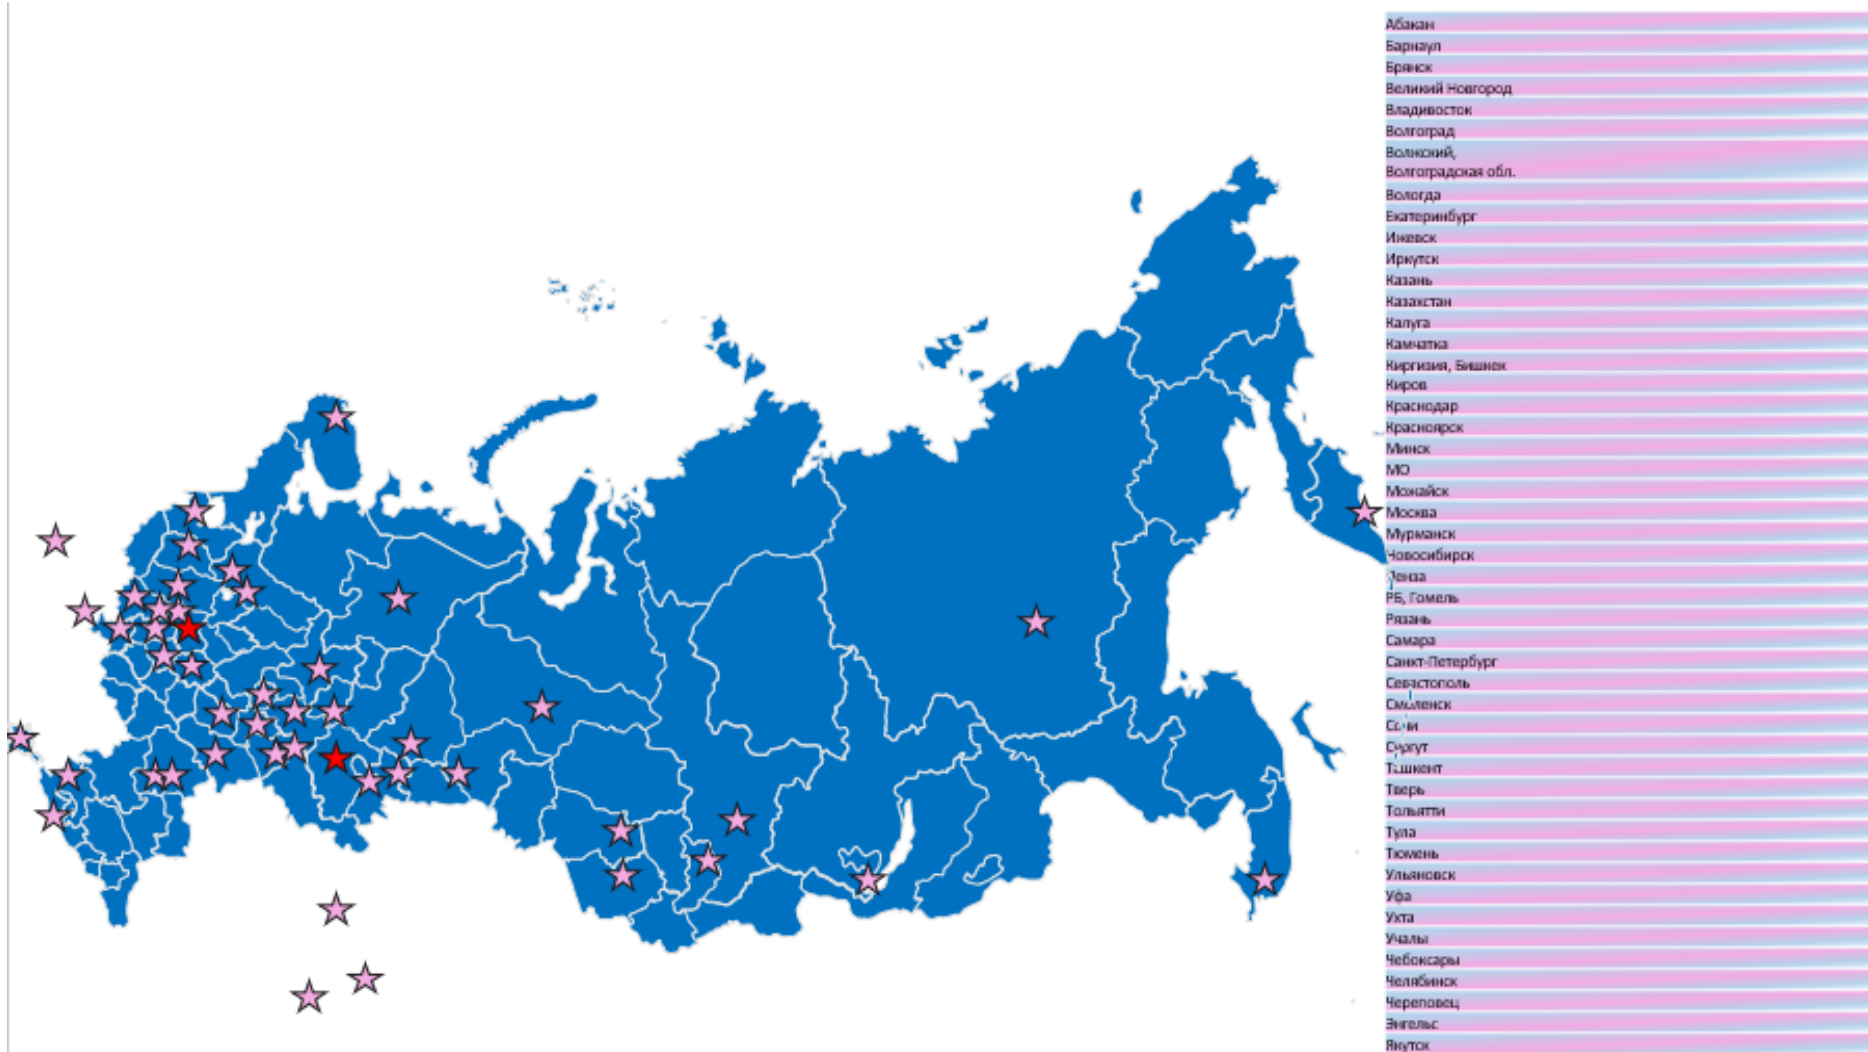 Абакан
Барнаул
Брянск
Великий Новгород
Владивосток
Волгоград
Волжский,
Волгоградская обл.
Вологда
Екатеринбург
Ижевск
Иркутск
Казань
Казахстан
Калуга
Камчатка
Киргизия, Бишкек
Киров
Краснодар
Красноярск
Минск
МО
Можайск
Москва
Мурманск
Новосибирск
Пенза
РБ, Гомель
Рязань
Самара
Санкт-Петербург
Севастополь
Смоленск
Сочи
Сургут
Ташкент
Тверь
Тольятти
Тула
Тюмень
Ульяновск
Уфа
Ухта
Учалы
Чебоксары
Челябинск
Череповец
Энгельс
Якутск